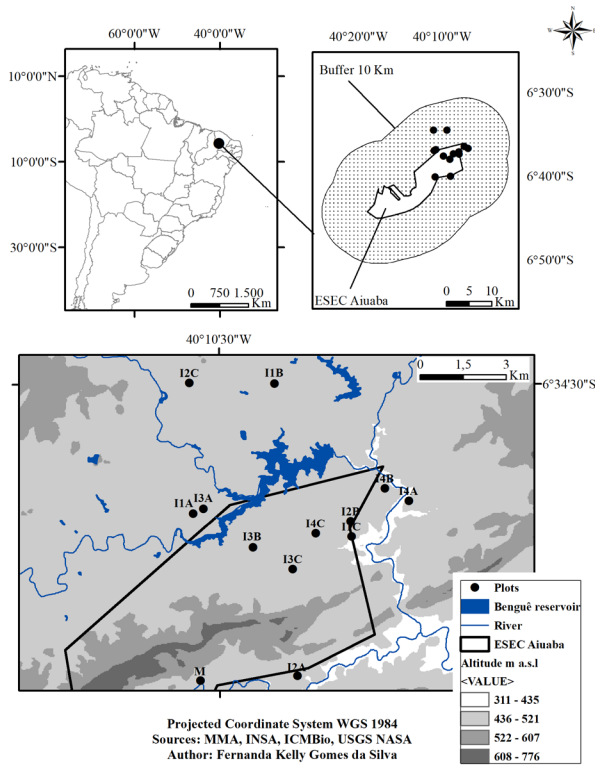 60°0'0"W 40°0'0"W
40°20'0"W 40°10'0"W
N
W E
S
10°0'0"N
10°0'0"S
30°0'0"S
0 750 1.500
Km
Buffer 10 Km
ESEC Aiuaba
6°30'0"S
6°40'0"S
6°50'0"S
0 5 10
Km
40°10'30"W
0 1,5 3
Km
6°34'30"S
I2C
I1B
I4B
I4A
I1A
I3A
I2B
I4C
I3B
I3C
M
I2A
Plots
Benguê reservoir
River
ESEC Aiuaba
Altitude m a.s.l
<VALUE>
311 - 435
436 - 521
522 - 607
608 - 776
Projected Coordinate System WGS 1984
Sources: MMA, INSA, ICMBio, USGS NASA
Author: Fernanda Kelly Gomes da Silva